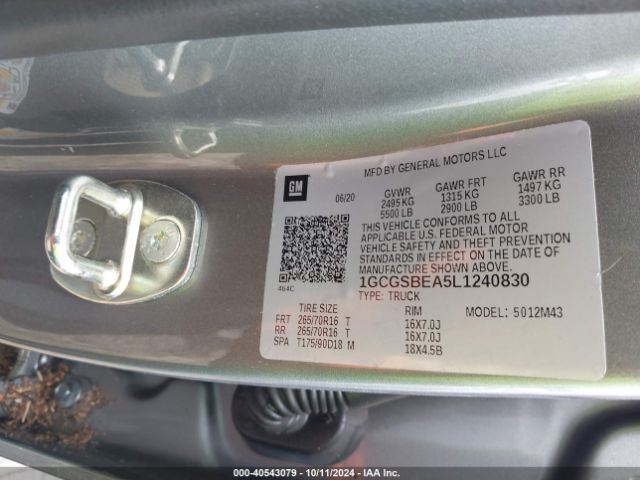 MFD BY GENERAL MOTORS LLC
GM
06/20
GVWR GAWR FRT GAWR RR
2495 KG 1315 KG 1497 KG
5500 LB 2900 LB 3300 LB
THIS VEHICLE CONFORMS TO ALL
APPLICABLE U.S. FEDERAL MOTOR
VEHICLE SAFETY AND THEFT PREVENTION
STANDARDS IN EFFECT ON THE DATE OF
MANUFACTURE SHOWN ABOVE.
1GCGSBEA5L1240830
464C
TYPE: TRUCK
TIRE SIZE RIM MODEL: 5012M43
FRT 265/70R16 T 16X7.0J
RR 265/70R16 T 16X7.0J
SPA T175/90D18 M 18X4.5B
000-40543079 - 10/11/2024 - IAA Inc.